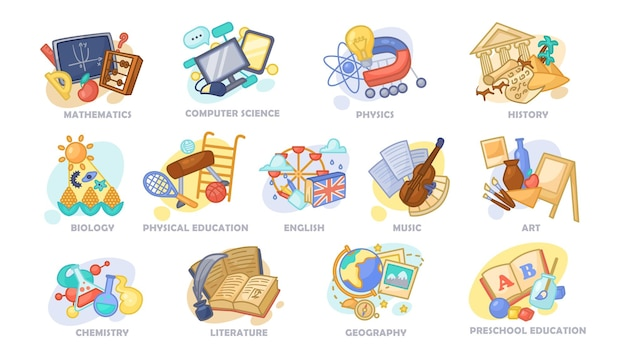 MATHEMATICS
COMPUTER SCIENCE
PHYSICS
HISTORY
BIOLOGY
PHYSICAL EDUCATION
ENGLISH
MUSIC
ART
CHEMISTRY
LITERATURE
GEOGRAPHY
A B
PRESCHOOL EDUCATION